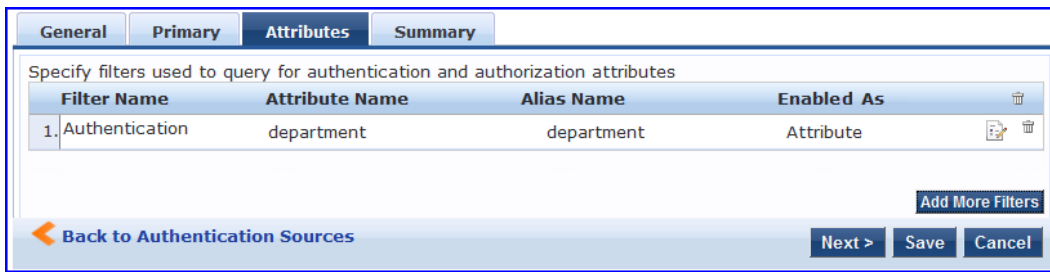 General Primary Attributes Summary
Specify filters used to query for authentication and authorization attributes
Filter Name Attribute Name Alias Name Enabled As
1. Authentication department department Attribute
Add More Filters
Back to Authentication Sources
Next > Save Cancel